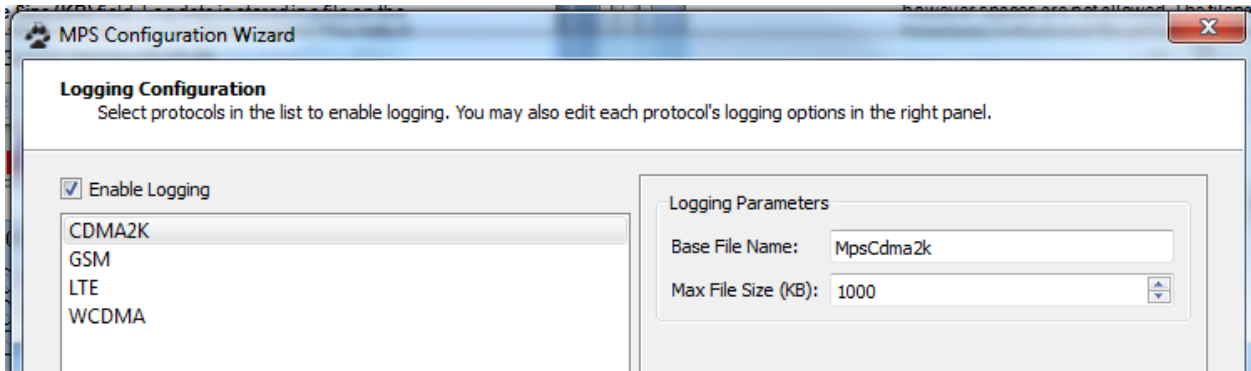 MPS Configuration Wizard
Logging Configuration
Select protocols in the list to enable logging. You may also edit each protocol's logging options in the right panel.
Enable Logging
CDMA2K
GSM
LTE
WCDMA
Logging Parameters
Base File Name: MpsCdma2k
Max File Size (KB): 1000